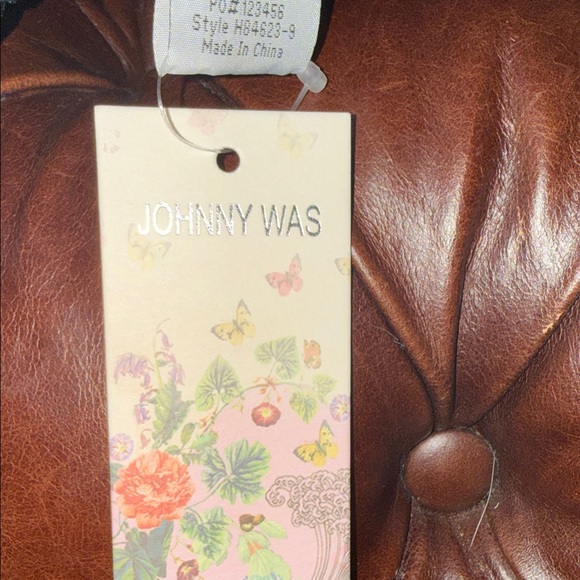 PO# 123456
Style H84623-9
Made In China
JOHNNY WAS